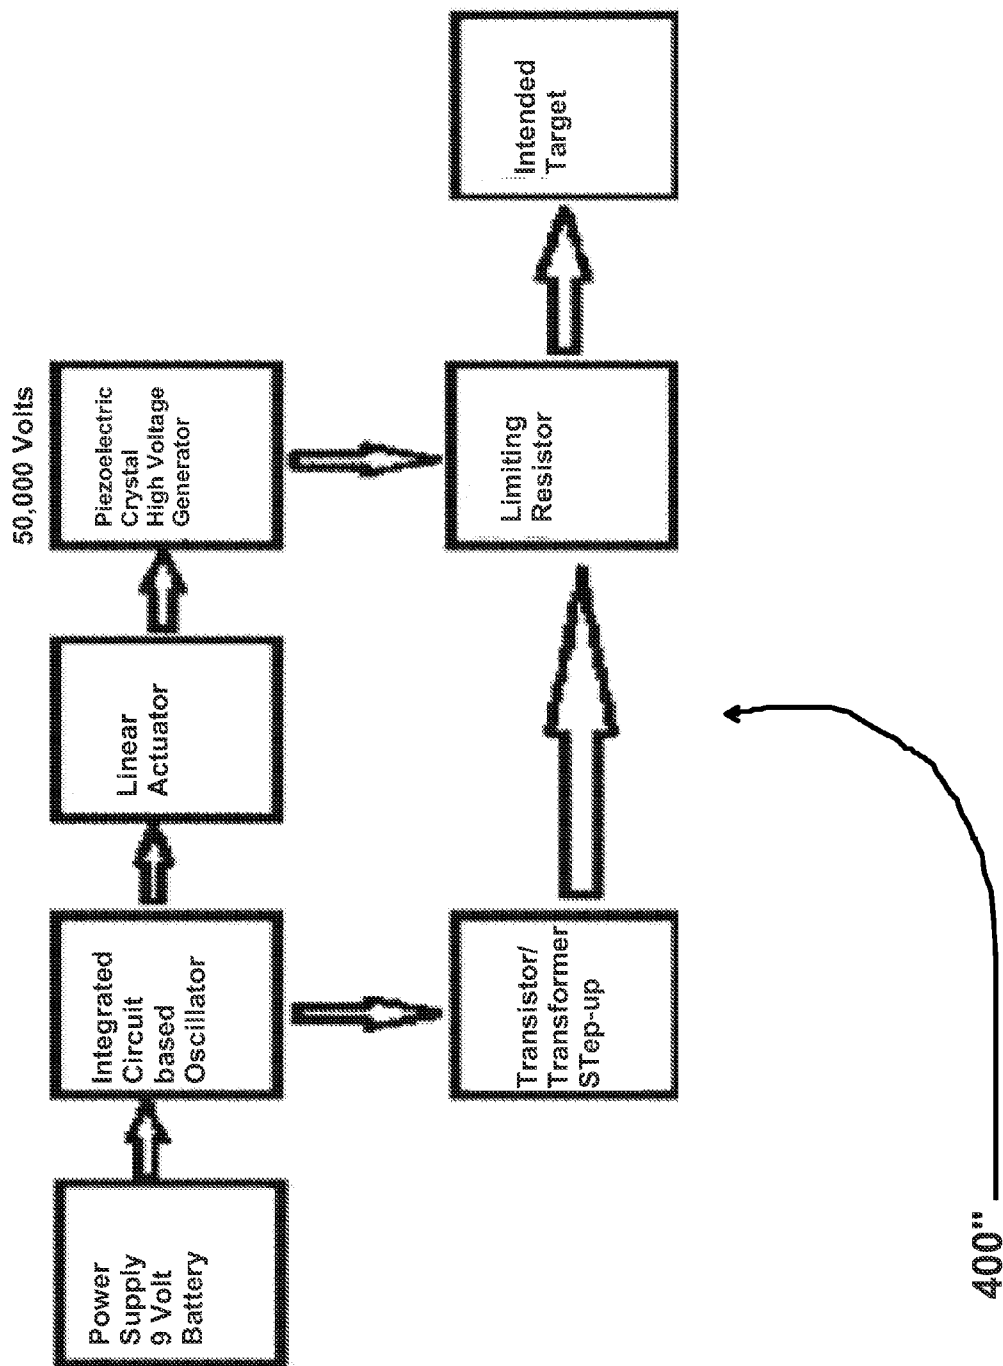 50,000 Volts
Power
Supply
9 Volt
Battery
Integrated
Circuit
based
Oscillator
Linear
Actuator
Piezoelectric
Crystal
High Voltage
Generator
Transistor/
Transformer
STep-up
Limiting
Resistor
Intended
Target
400"